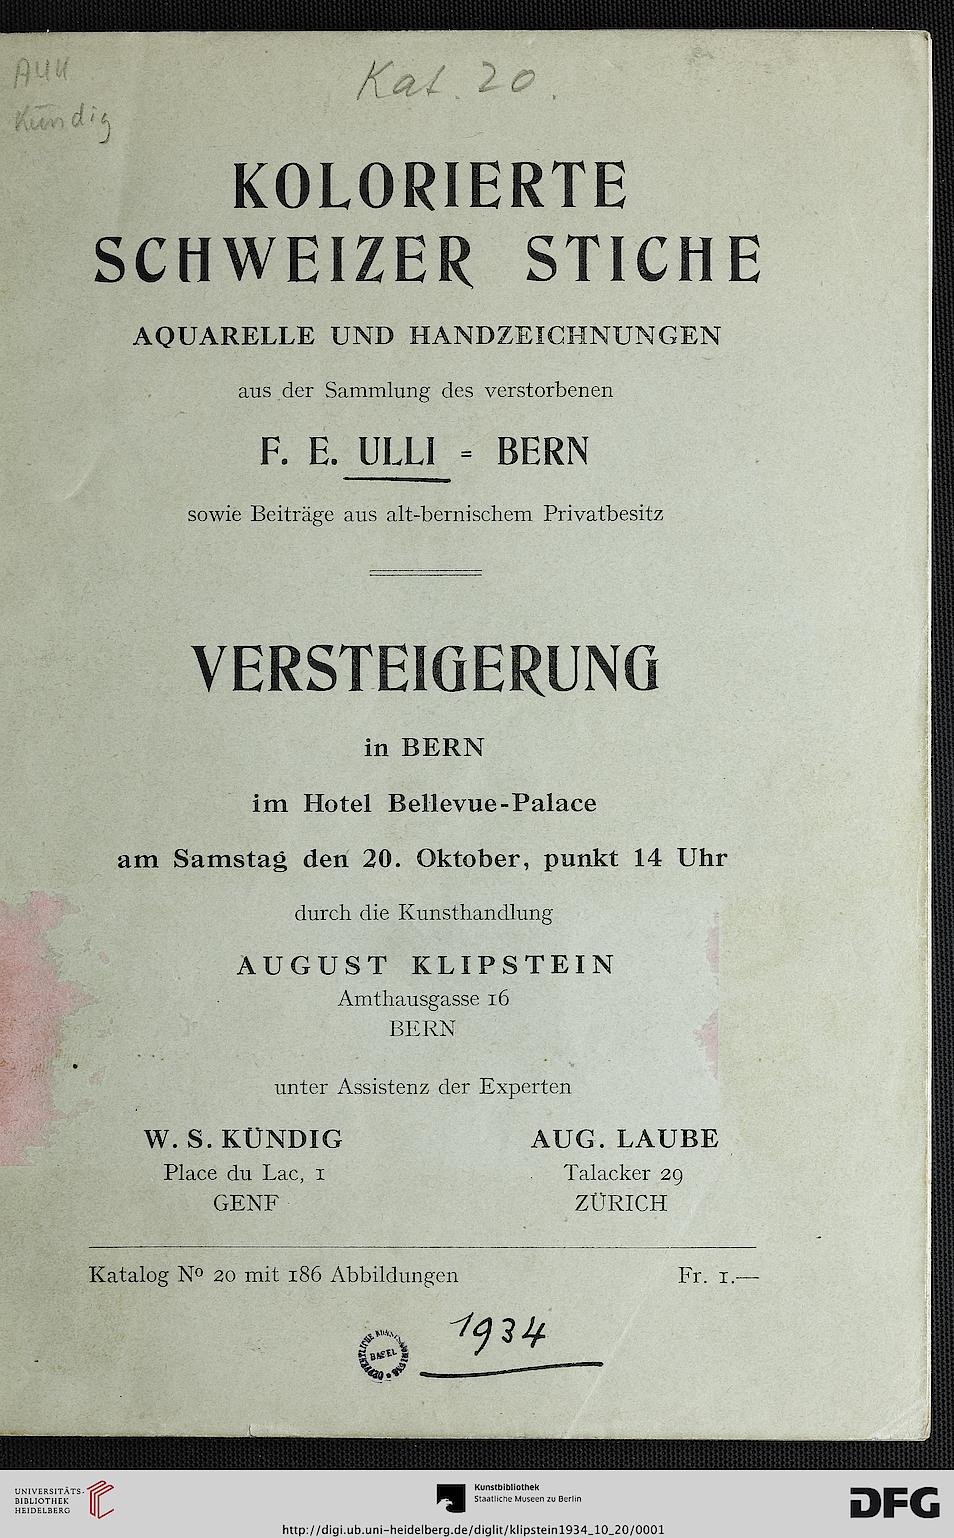 AUK
Kündig
Kat. 20.
KOLORIERTE
SCHWEIZER STICHE
AQUARELLE UND HANDZEICHNUNGEN
aus der Sammlung des verstorbenen
F. E. ULLI = BERN
sowie Beiträge aus alt-bernischem Privatbesitz
VERSTEIGERUNG
in BERN
im Hotel Bellevue-Palace
am Samstag den 20. Oktober, punkt 14 Uhr
durch die Kunsthandlung
AUGUST KLIPSTEIN
Amthausgasse 16
BERN
unter Assistenz der Experten
W. S. KÜNDIG
Place du Lac, 1
GENF
AUG. LAUBE
Talacker 29
ZÜRICH
Katalog Nº 20 mit 186 Abbildungen Fr. 1.—
1934
ÖFFENTLICHE KUNSTSAMMLUNG
BASEL
UNIVERSITÄTS-
BIBLIOTHEK
HEIDELBERG
Kunstbibliothek
Staatliche Museen zu Berlin
DFG
http://digi.ub.uni-heidelberg.de/diglit/klipstein1934_10_20/0001